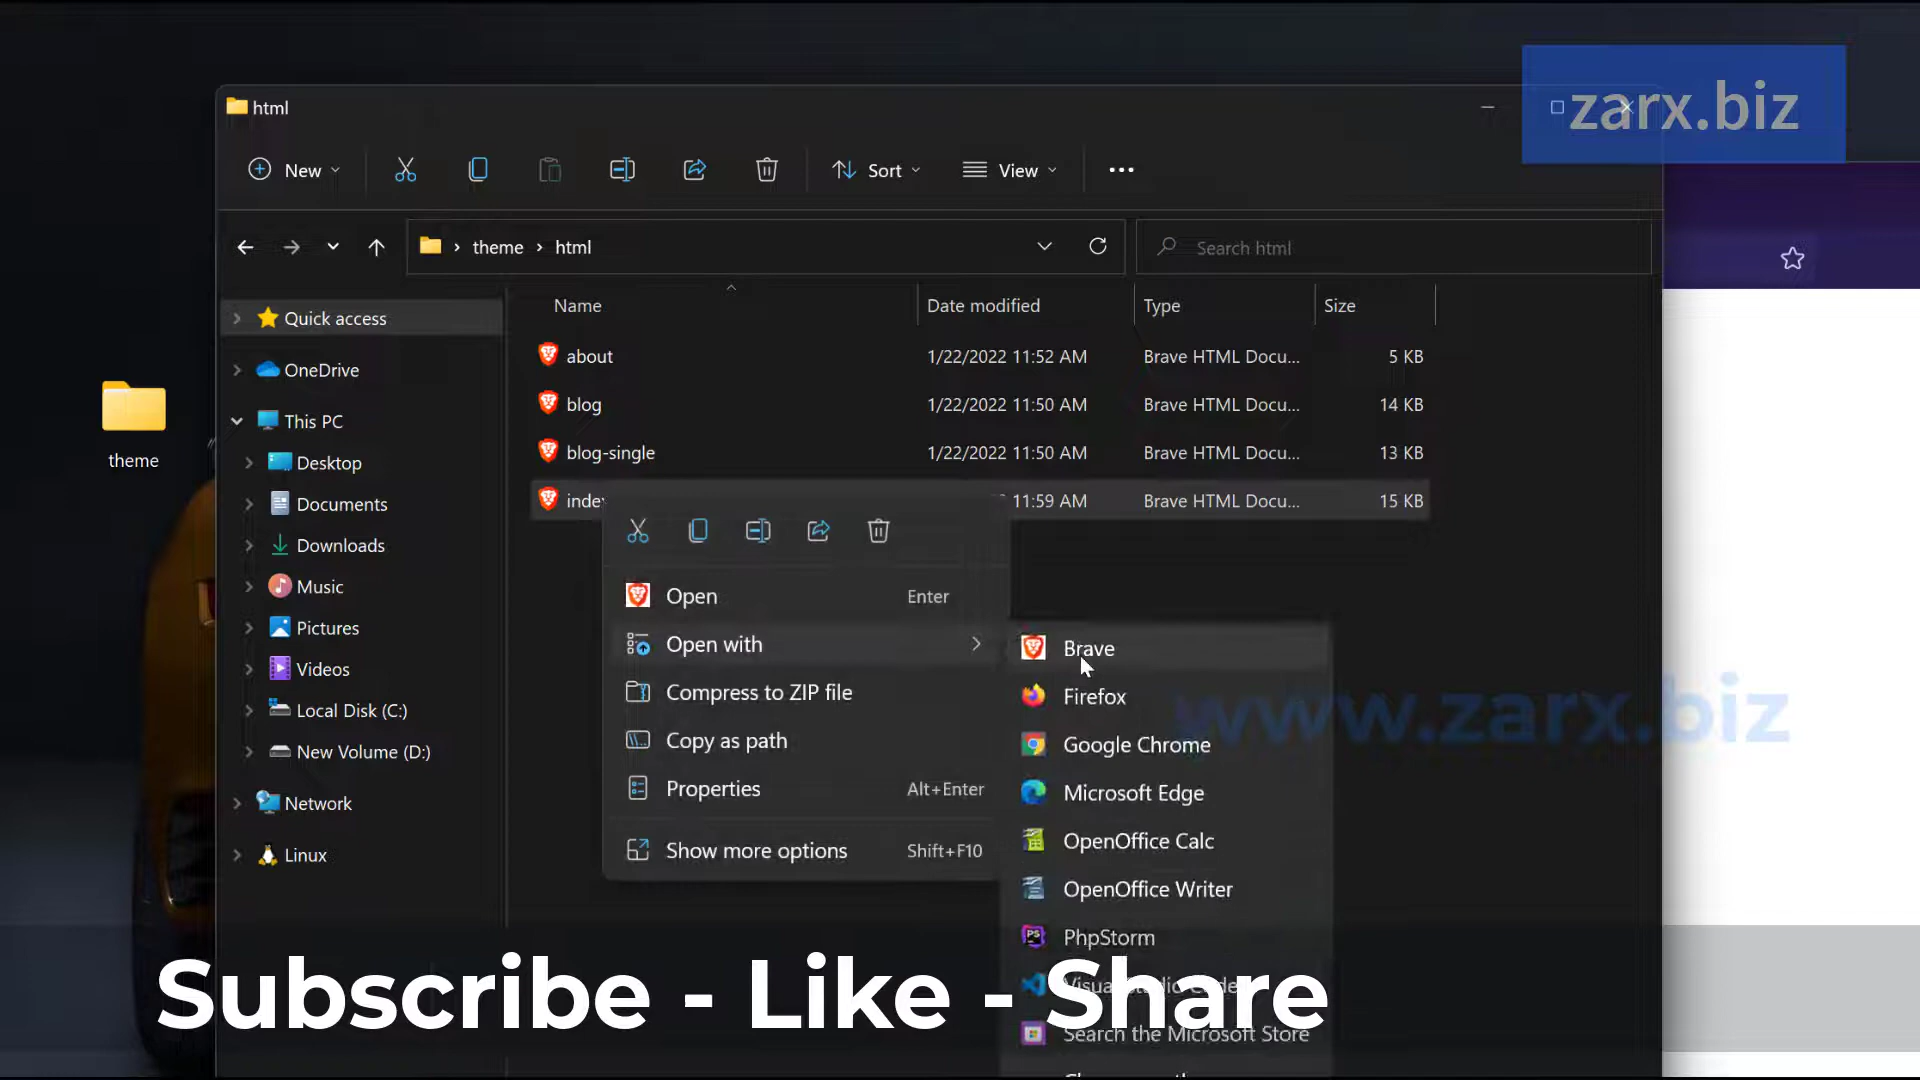 zarx.biz
html
New
Sort
View
theme > html
Search html
Name
Date modified
Type
Size
Quick access
OneDrive
This PC
Desktop
Documents
Downloads
Music
Pictures
Videos
Local Disk (C:)
New Volume (D:)
Network
Linux
theme
about 1/22/2022 11:52 AM Brave HTML Docu... 5 KB
blog 1/22/2022 11:50 AM Brave HTML Docu... 14 KB
blog-single 1/22/2022 11:50 AM Brave HTML Docu... 13 KB
index 11:59 AM Brave HTML Docu... 15 KB
Open Enter
Open with
Compress to ZIP file
Copy as path
Properties Alt+Enter
Show more options Shift+F10
Brave
Firefox
Google Chrome
Microsoft Edge
OpenOffice Calc
OpenOffice Writer
PhpStorm
Visual Studio Code
Search the Microsoft Store
www.zarx.biz
Subscribe - Like - Share